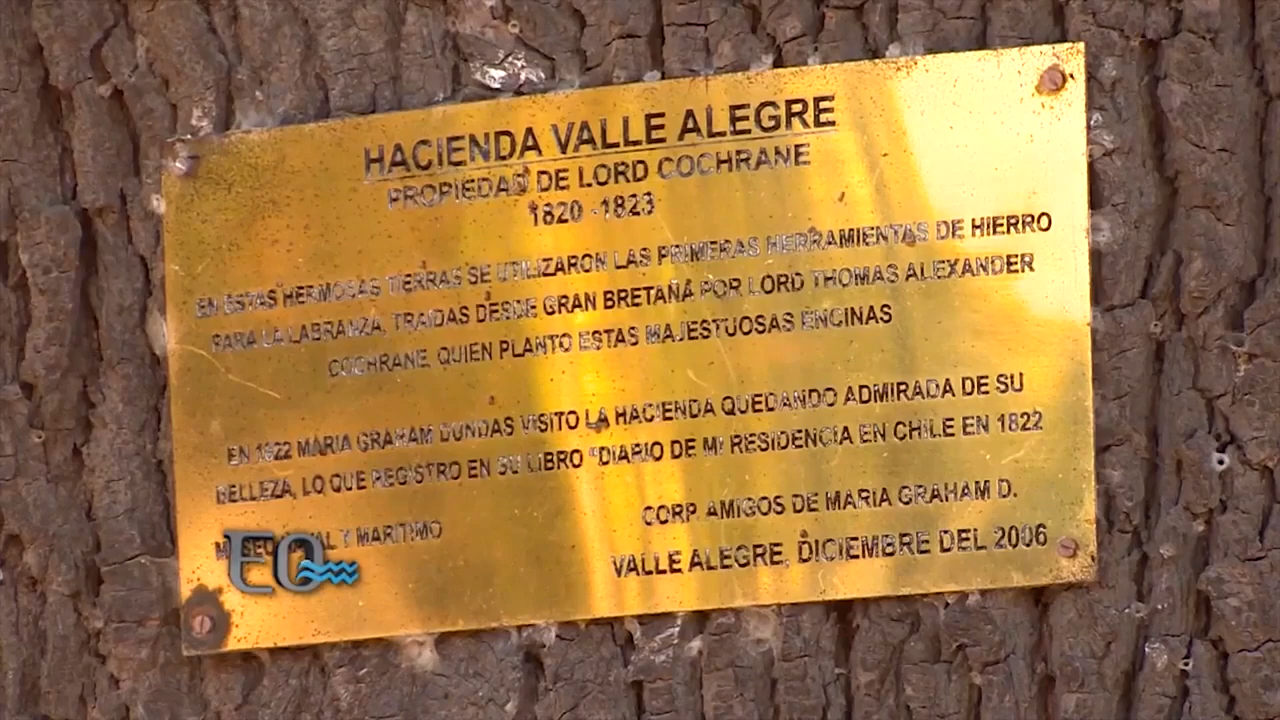 HACIENDA VALLE ALEGRE
PROPIEDAD DE LORD COCHRANE
1820 -1823
EN ESTAS HERMOSAS TIERRAS SE UTILIZARON LAS PRIMERAS HERRAMIENTAS DE HIERRO
PARA LA LABRANZA, TRAIDAS DESDE GRAN BRETAÑA POR LORD THOMAS ALEXANDER
COCHRANE, QUIEN PLANTO ESTAS MAJESTUOSAS ENCINAS
EN 1822 MARIA GRAHAM DUNDAS VISITO LA HACIENDA QUEDANDO ADMIRADA DE SU
BELLEZA, LO QUE REGISTRO EN SU LIBRO "DIARIO DE MI RESIDENCIA EN CHILE EN 1822
CORP. AMIGOS DE MARIA GRAHAM D.
Y MARITIMO
VALLE ALEGRE, DICIEMBRE DEL 2006
EQ